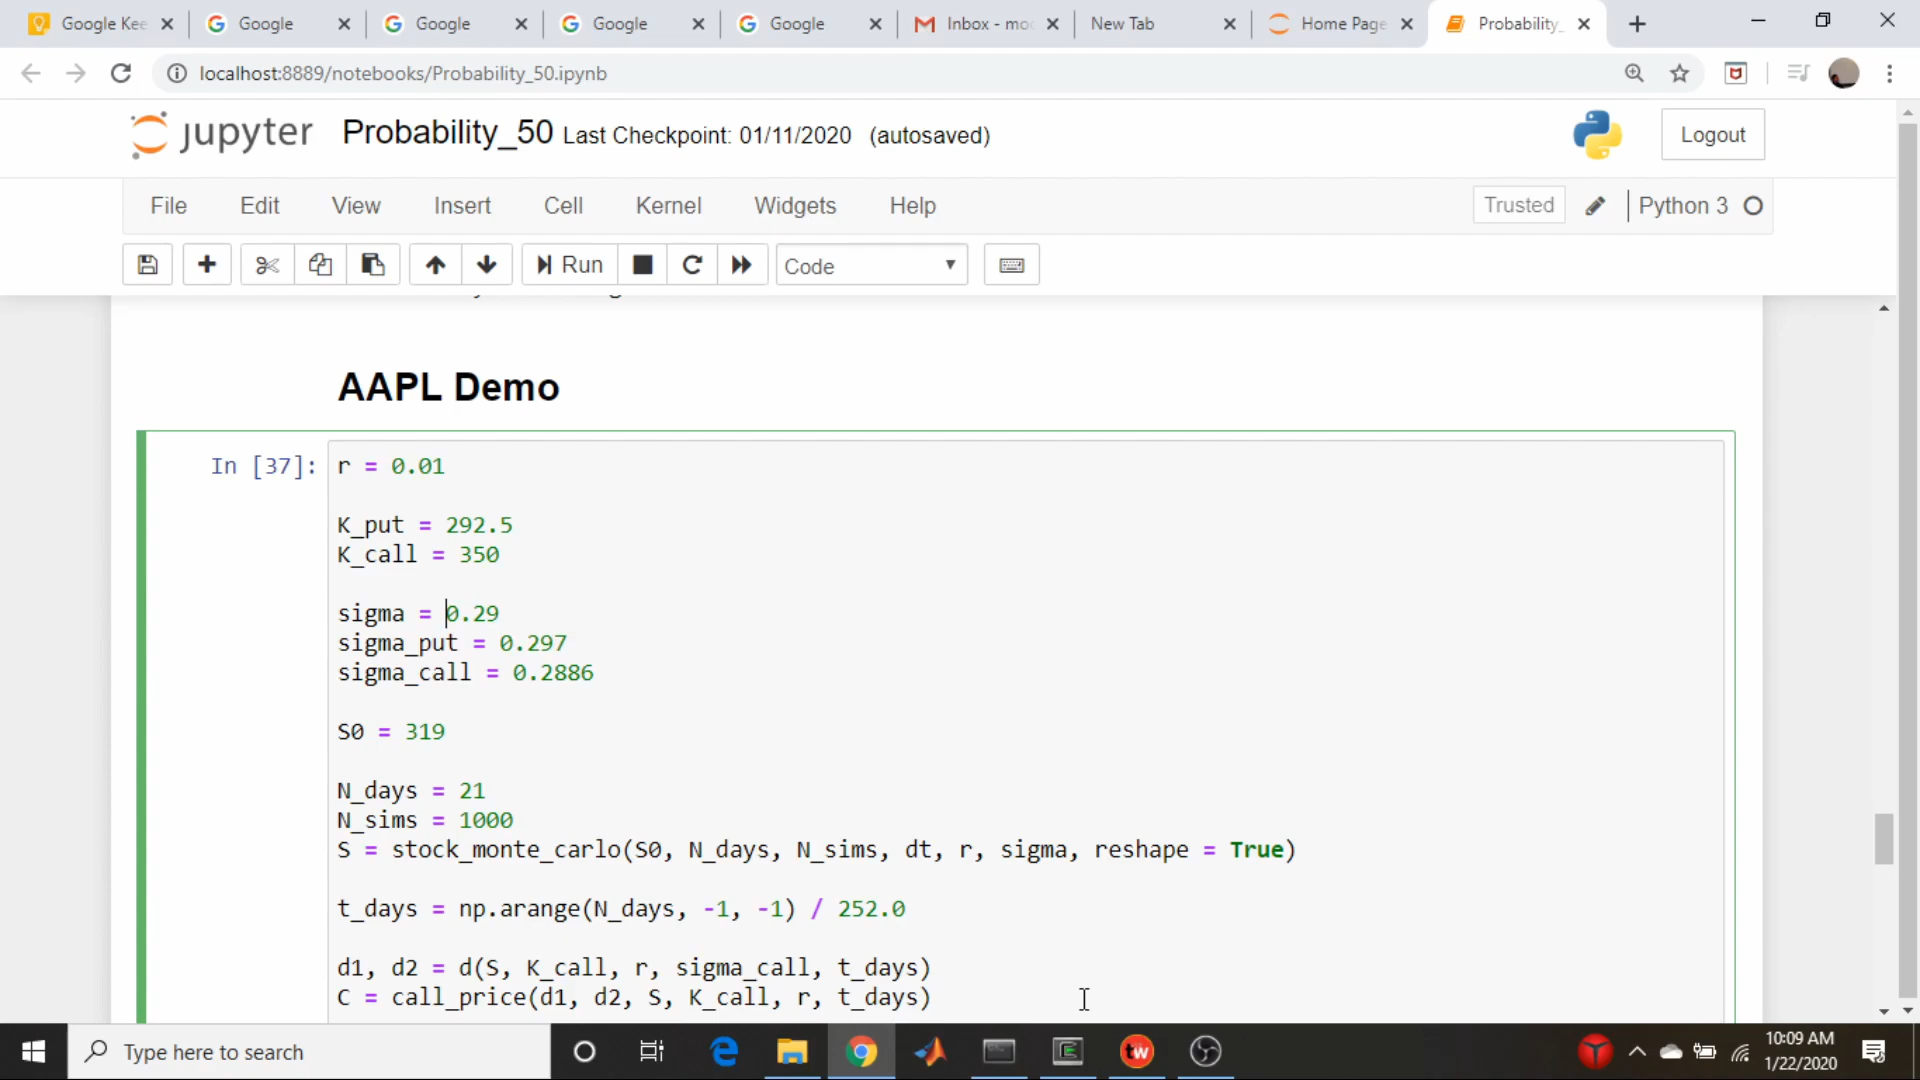 Google Kee
Google
Google
Google
Google
Inbox - mo
New Tab
Home Page
Probability_
localhost:8889/notebooks/Probability_50.ipynb
jupyter Probability_50 Last Checkpoint: 01/11/2020 (autosaved)
Logout
File Edit View Insert Cell Kernel Widgets Help
Trusted Python 3
Run Code
AAPL Demo
In [37]: r = 0.01
K_put = 292.5
K_call = 350
sigma = 0.29
sigma_put = 0.297
sigma_call = 0.2886
S0 = 319
N_days = 21
N_sims = 1000
S = stock_monte_carlo(S0, N_days, N_sims, dt, r, sigma, reshape = True)
t_days = np.arange(N_days, -1, -1) / 252.0
d1, d2 = d(S, K_call, r, sigma_call, t_days)
C = call_price(d1, d2, S, K_call, r, t_days)
Type here to search
tw
10:09 AM
1/22/2020